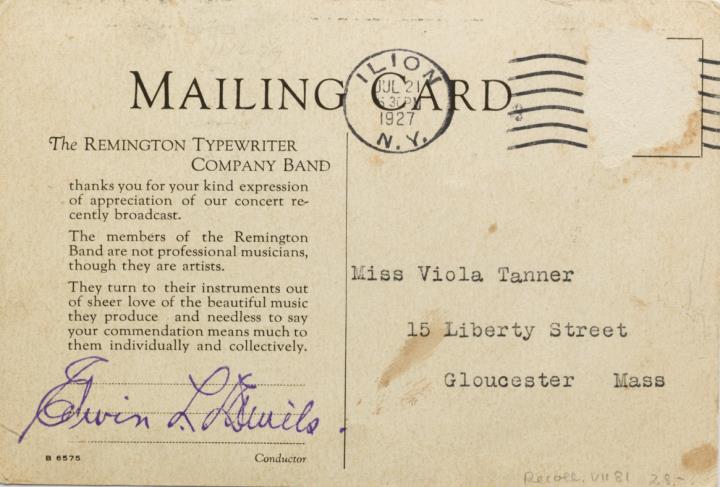 MAILING CARD
ILION
JUL 21
1927
N.Y.
The REMINGTON TYPEWRITER
COMPANY BAND
thanks you for your kind expression
of appreciation of our concert re-
cently broadcast.
The members of the Remington
Band are not professional musicians,
though they are artists.
They turn to their instruments out
of sheer love of the beautiful music
they produce and needless to say
your commendation means much to
them individually and collectively.
Edwin L.
B 6575
Conductor
Miss Viola Tanner
15 Liberty Street
Gloucester Mass